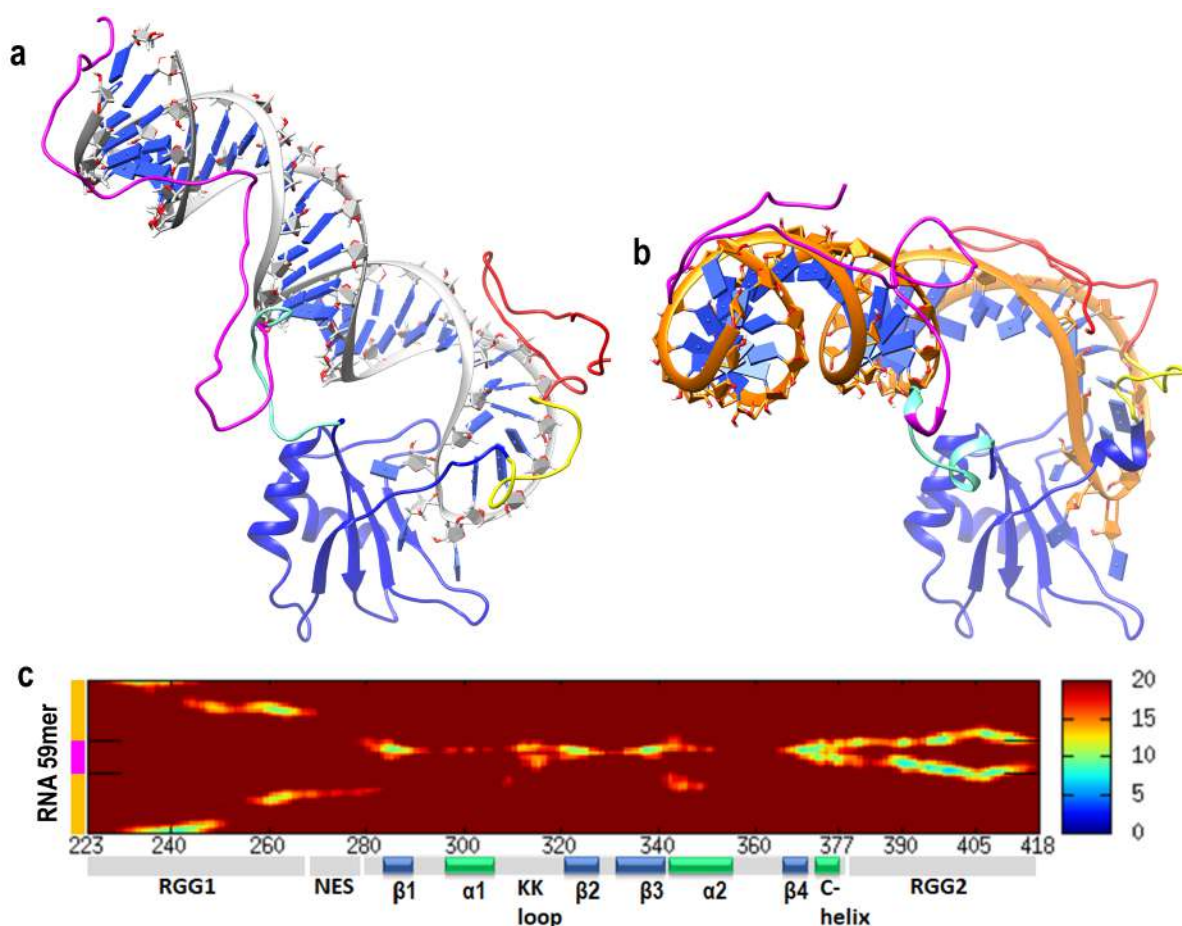 a
b
c
RNA 59mer
20
15
10
5
0
223 240 260 280 300 320 340 360 377 390 405 418
RGG1 NES β1 α1 KK loop β2 β3 α2 β4 C-helix RGG2